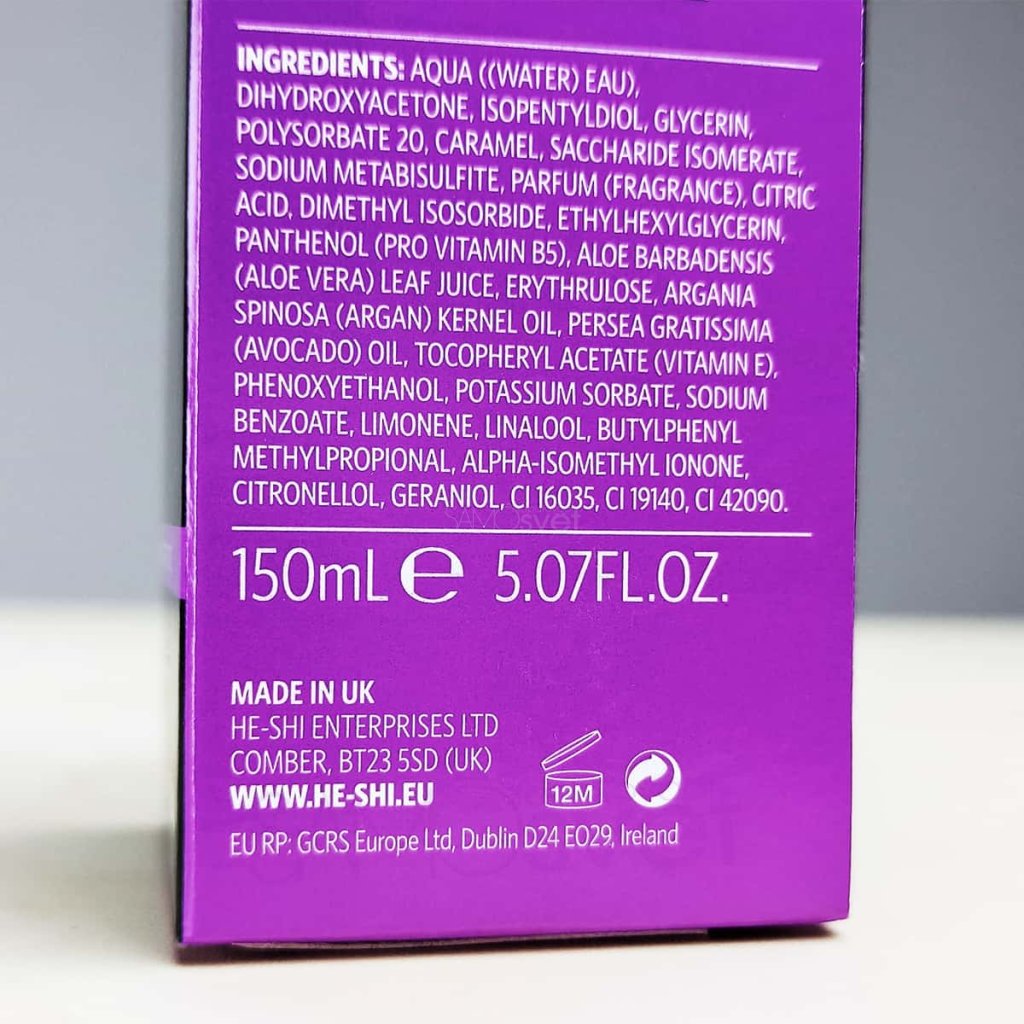 INGREDIENTS: AQUA ((WATER) EAU),
DIHYDROXYACETONE, ISOPENTYLDIOL, GLYCERIN,
POLYSORBATE 20, CARAMEL, SACCHARIDE ISOMERATE,
SODIUM METABISULFITE, PARFUM (FRAGRANCE), CITRIC
ACID, DIMETHYL ISOSORBIDE, ETHYLHEXYLGLYCERIN,
PANTHENOL (PRO VITAMIN B5), ALOE BARBADENSIS
(ALOE VERA) LEAF JUICE, ERYTHRULOSE, ARGANIA
SPINOSA (ARGAN) KERNEL OIL, PERSEA GRATISSIMA
(AVOCADO) OIL, TOCOPHERYL ACETATE (VITAMIN E),
PHENOXYETHANOL, POTASSIUM SORBATE, SODIUM
BENZOATE, LIMONENE, LINALOOL, BUTYLPHENYL
METHYLPROPIONAL, ALPHA-ISOMETHYL IONONE,
CITRONELLOL, GERANIOL, CI 16035, CI 19140, CI 42090.
SAMOsvet
150mL e 5.07FL.OZ.
MADE IN UK
HE-SHI ENTERPRISES LTD
COMBER, BT23 5SD (UK)
WWW.HE-SHI.EU
12M
EU RP: GCRS Europe Ltd, Dublin D24 EO29, Ireland